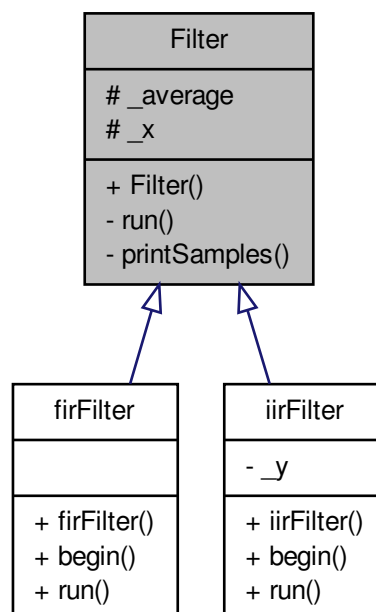 Filter
# _average
# _x
+ Filter()
- run()
- printSamples()
firFilter
+ firFilter()
+ begin()
+ run()
iirFilter
- _y
+ iirFilter()
+ begin()
+ run()